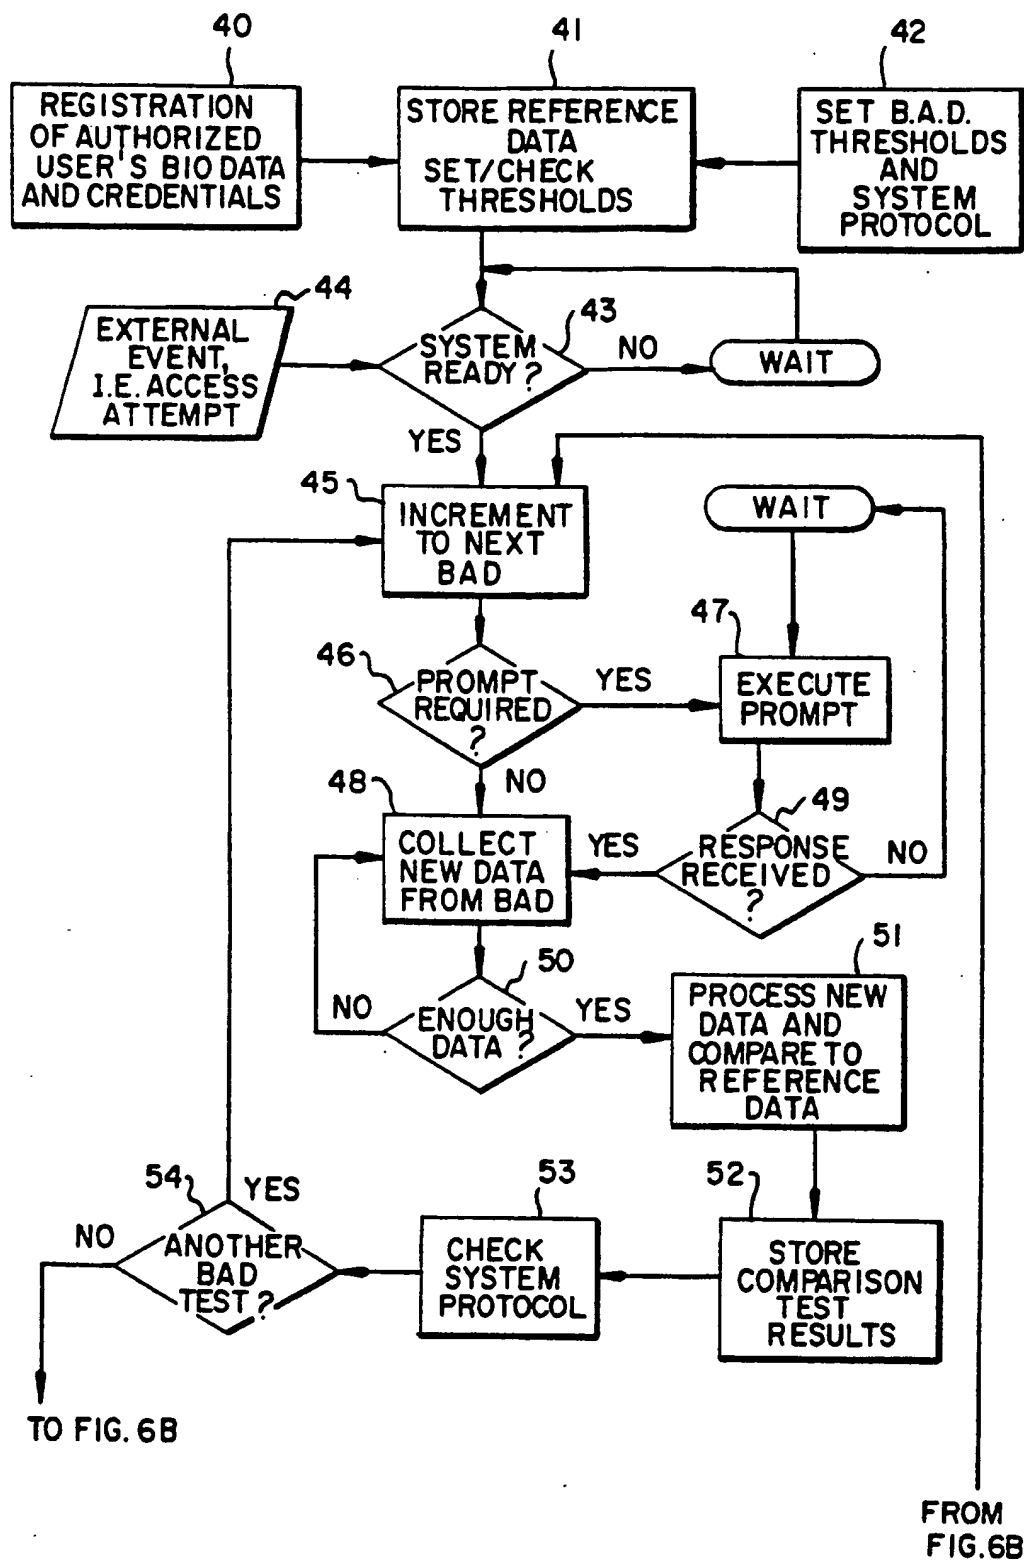 40
REGISTRATION
OF AUTHORIZED
USER'S BIO DATA
AND CREDENTIALS
41
STORE REFERENCE
DATA
SET/CHECK
THRESHOLDS
42
SET B.A.D.
THRESHOLDS
AND
SYSTEM
PROTOCOL
44
EXTERNAL
EVENT,
I.E. ACCESS
ATTEMPT
43
SYSTEM
READY?
NO
WAIT
YES
45
INCREMENT
TO NEXT
BAD
WAIT
46
PROMPT
REQUIRED
?
YES
47
EXECUTE
PROMPT
NO
48
COLLECT
NEW DATA
FROM BAD
YES
49
RESPONSE
RECEIVED
?
NO
50
ENOUGH
DATA?
NO
YES
51
PROCESS NEW
DATA AND
COMPARE TO
REFERENCE
DATA
52
STORE
COMPARISON
TEST
RESULTS
53
CHECK
SYSTEM
PROTOCOL
54
YES
NO
ANOTHER
BAD
TEST?
TO FIG. 6B
FROM
FIG. 6B